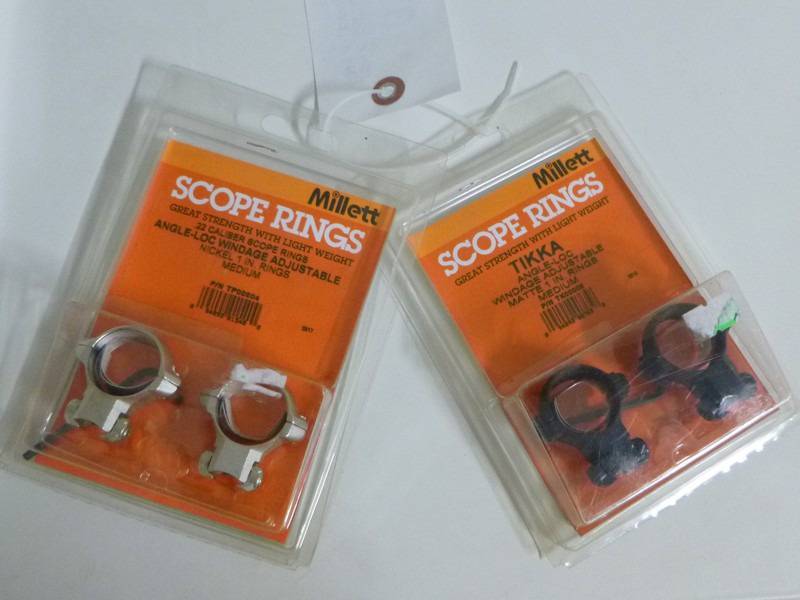 Millett
SCOPE RINGS
GREAT STRENGTH WITH LIGHT WEIGHT
.22 CALIBER SCOPE RINGS
ANGLE-LOC WINDAGE ADJUSTABLE
NICKEL 1 IN. RINGS
MEDIUM
Millett
SCOPE RINGS
GREAT STRENGTH WITH LIGHT WEIGHT
TIKKA
ANGLE-LOC
WINDAGE ADJUSTABLE
MATTE 1 IN. RINGS
MEDIUM